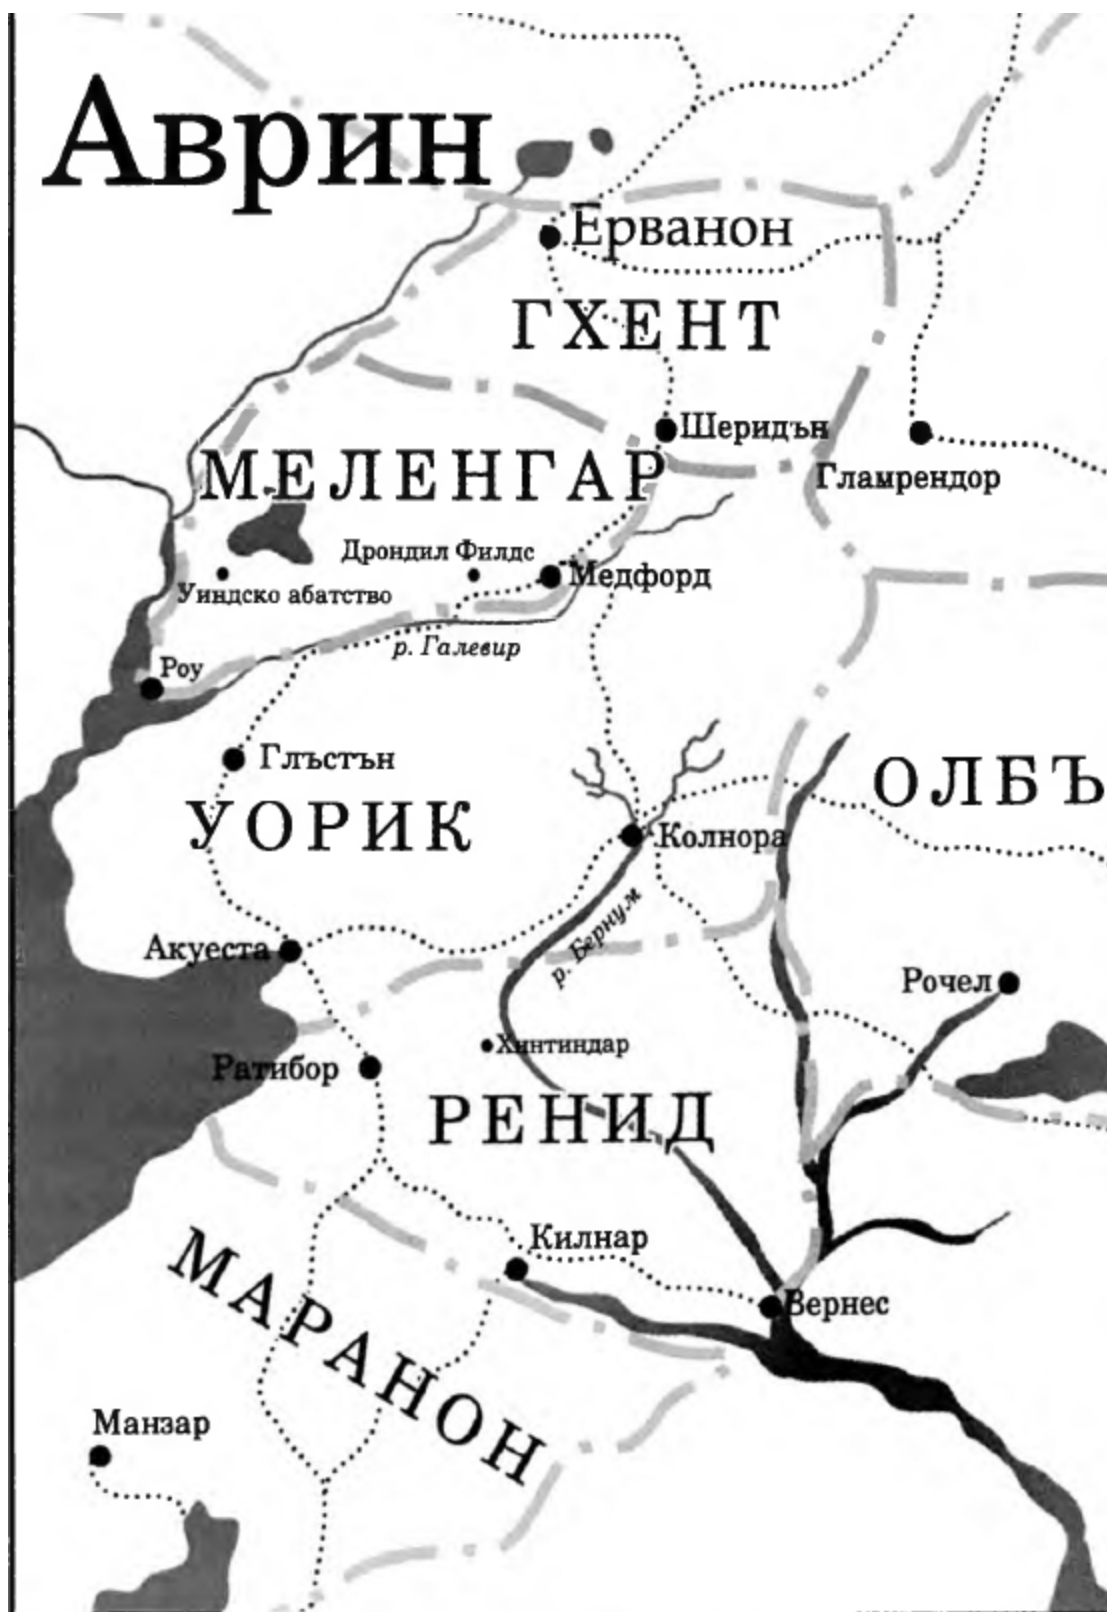 Аврин
Ерванон
ГХЕНТ
Шеридън
МЕЛЕНГАР
Гламрендор
Дрондил Филдс
Медфорд
Уиндско абатство
р. Галевир
Роу
Глъстън
ОЛБЪ
УОРИК
Колнора
р. Бернум
Акуеста
Рочел
Хинтиндар
Ратибор
РЕНИД
Килнар
МАРАНОН
Вернес
Манзар